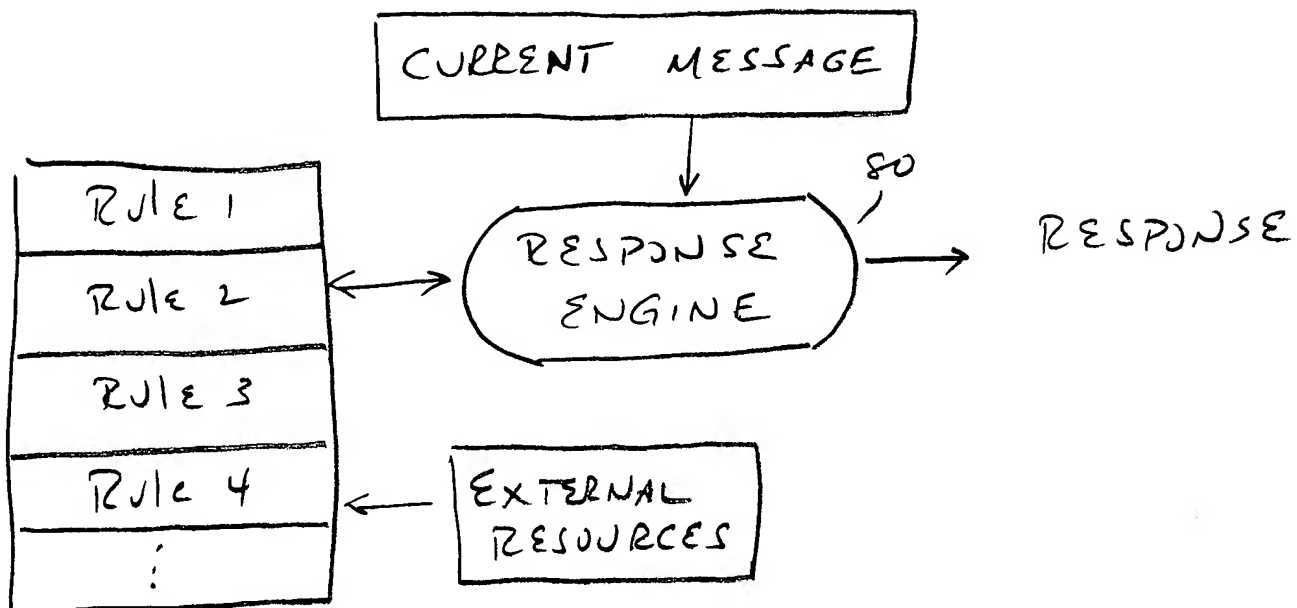 CURRENT MESSAGE
80
Rule 1
Rule 2
Rule 3
Rule 4
⋮
RESPONSE
ENGINE
RESPONSE
EXTERNAL
RESOURCES